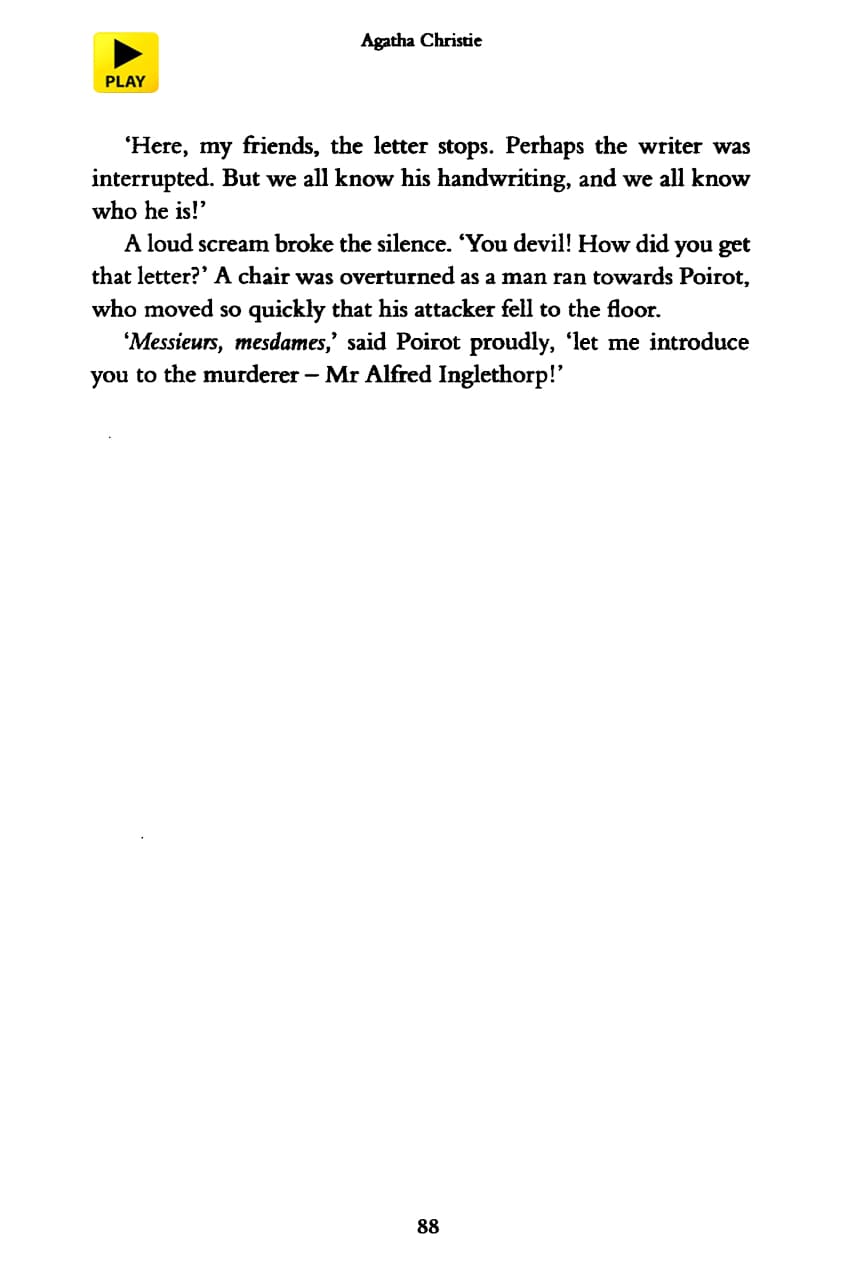 Agatha Christie
PLAY
‘Here, my friends, the letter stops. Perhaps the writer was
interrupted. But we all know his handwriting, and we all know
who he is!’
A loud scream broke the silence. ‘You devil! How did you get
that letter?’ A chair was overturned as a man ran towards Poirot,
who moved so quickly that his attacker fell to the floor.
‘Messieurs, mesdames,’ said Poirot proudly, ‘let me introduce
you to the murderer – Mr Alfred Inglethorp!’
88